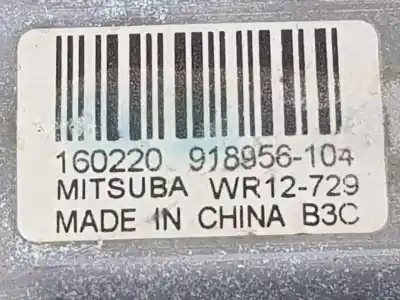 160220 918956-104
MITSUBA WR12-729
MADE IN CHINA B3C